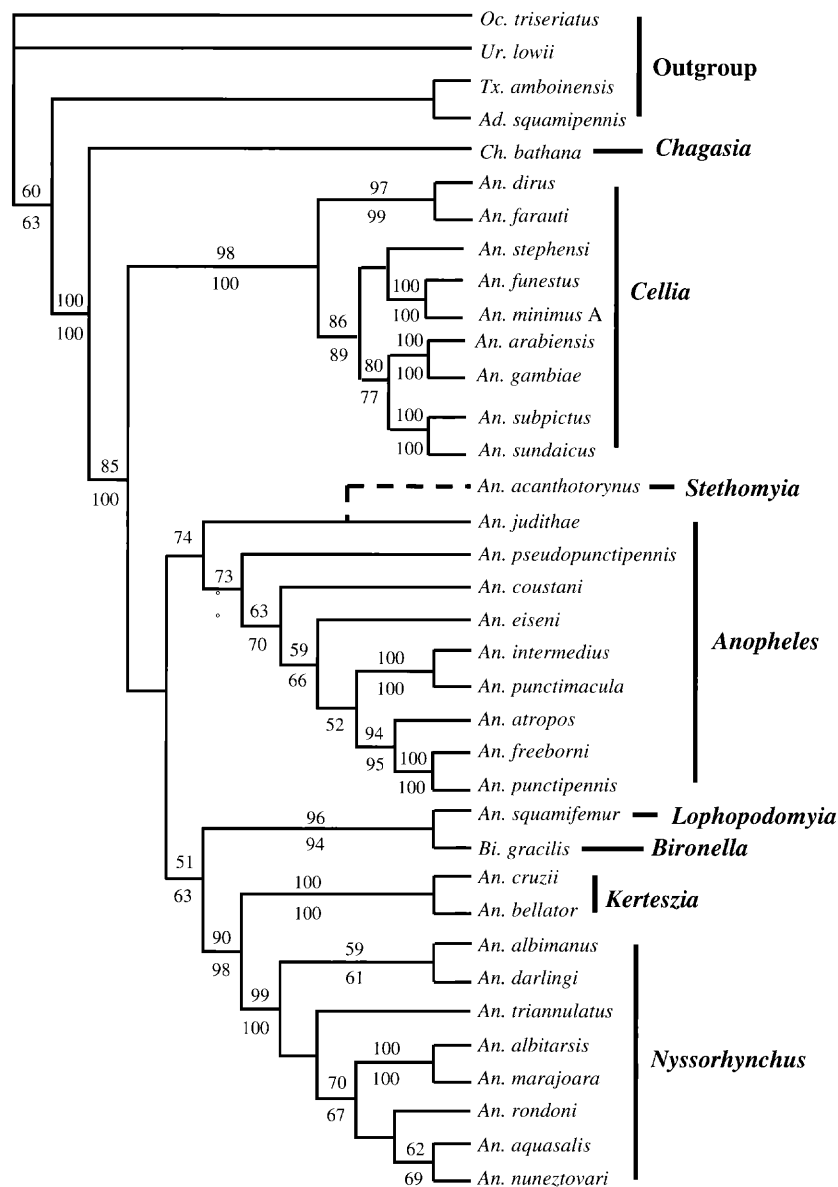 Oc. triseriatus
Ur. lowii
Outgroup
Tx. amboinensis
Ad. squamipennis
Ch. bathana
Chagasia
60
63
97
An. dirus
99
An. farauti
98
100
An. stephensi
100
An. funestus
Cellia
100
100
An. minimus A
100
86
89
100
An. arabiensis
80
77
100
An. gambiae
100
An. subpictus
100
An. sundaicus
85
100
An. acanthotorynus
Stethomyia
74
An. judithae
73
An. pseudopunctipennis
63
70
An. coustani
59
66
An. eiseni
Anopheles
100
An. intermedius
100
An. punctimacula
52
94
95
An. atropos
100
An. freeborni
100
An. punctipennis
96
94
An. squamifemur
Lophopodomyia
Bi. gracilis
Bironella
51
63
100
An. cruzii
Kerteszia
100
An. bellator
90
98
59
An. albimanus
61
An. darlingi
99
100
An. triannulatus
100
An. albitarsis
Nyssorhynchus
100
An. marajoara
70
67
An. rondoni
62
An. aquasalis
69
An. nuneztovari